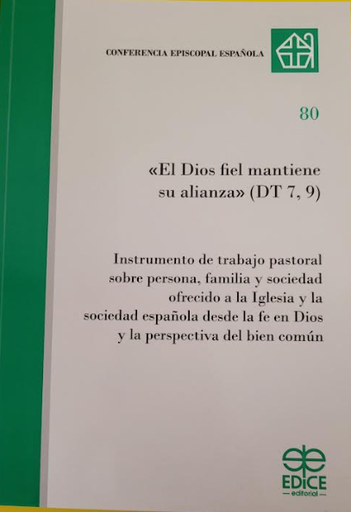 CONFERENCIA EPISCOPAL ESPAÑOLA
80
«El Dios fiel mantiene
su alianza» (DT 7, 9)
Instrumento de trabajo pastoral
sobre persona, familia y sociedad
ofrecido a la Iglesia y la
sociedad española desde la fe en Dios
y la perspectiva del bien común
EDICE
editorial